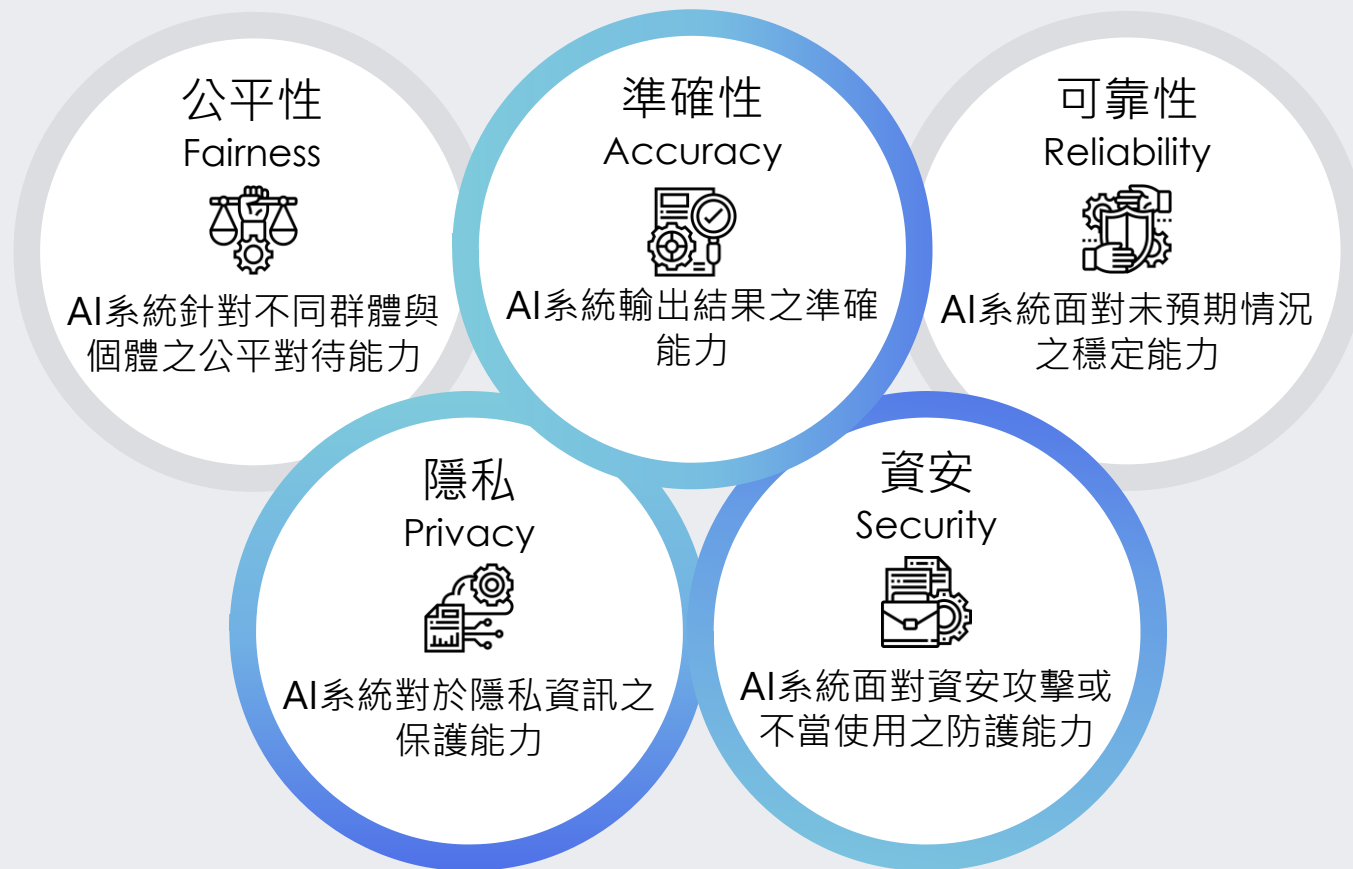 公平性
Fairness
AI系統針對不同群體與
個體之公平對待能力
準確性
Accuracy
AI系統輸出結果之準確
能力
可靠性
Reliability
AI系統面對未預期情況
之穩定能力
隱私
Privacy
AI系統對於隱私資訊之
保護能力
資安
Security
AI系統面對資安攻擊或
不當使用之防護能力